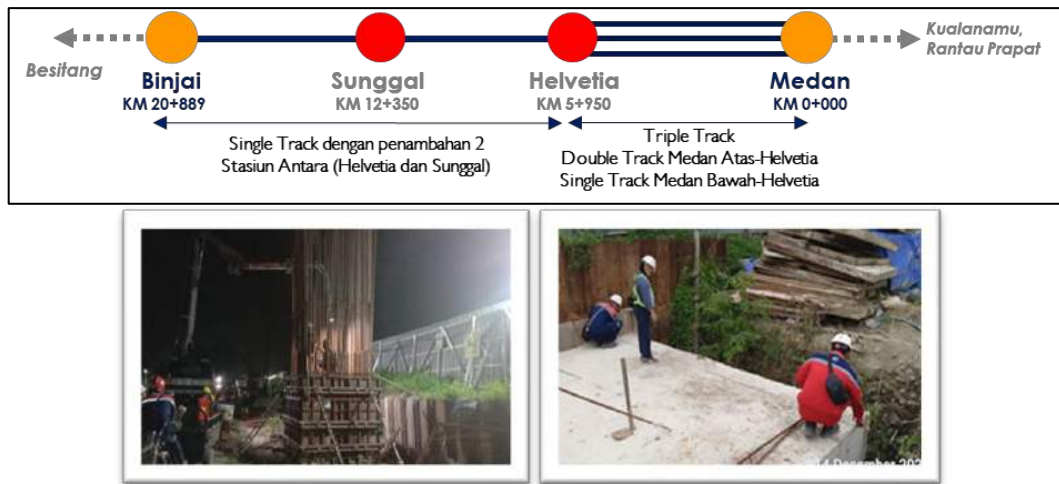 Besitang
Binjai
KM 20+889
Sunggal
KM 12+350
Helvetia
KM 5+950
Medan
KM 0+000
Kualanamu,
Rantau Prapat
Single Track dengan penambahan 2
Stasiun Antara (Helvetia dan Sunggal)
Triple Track
Double Track Medan Atas-Helvetia
Single Track Medan Bawah-Helvetia
Desember